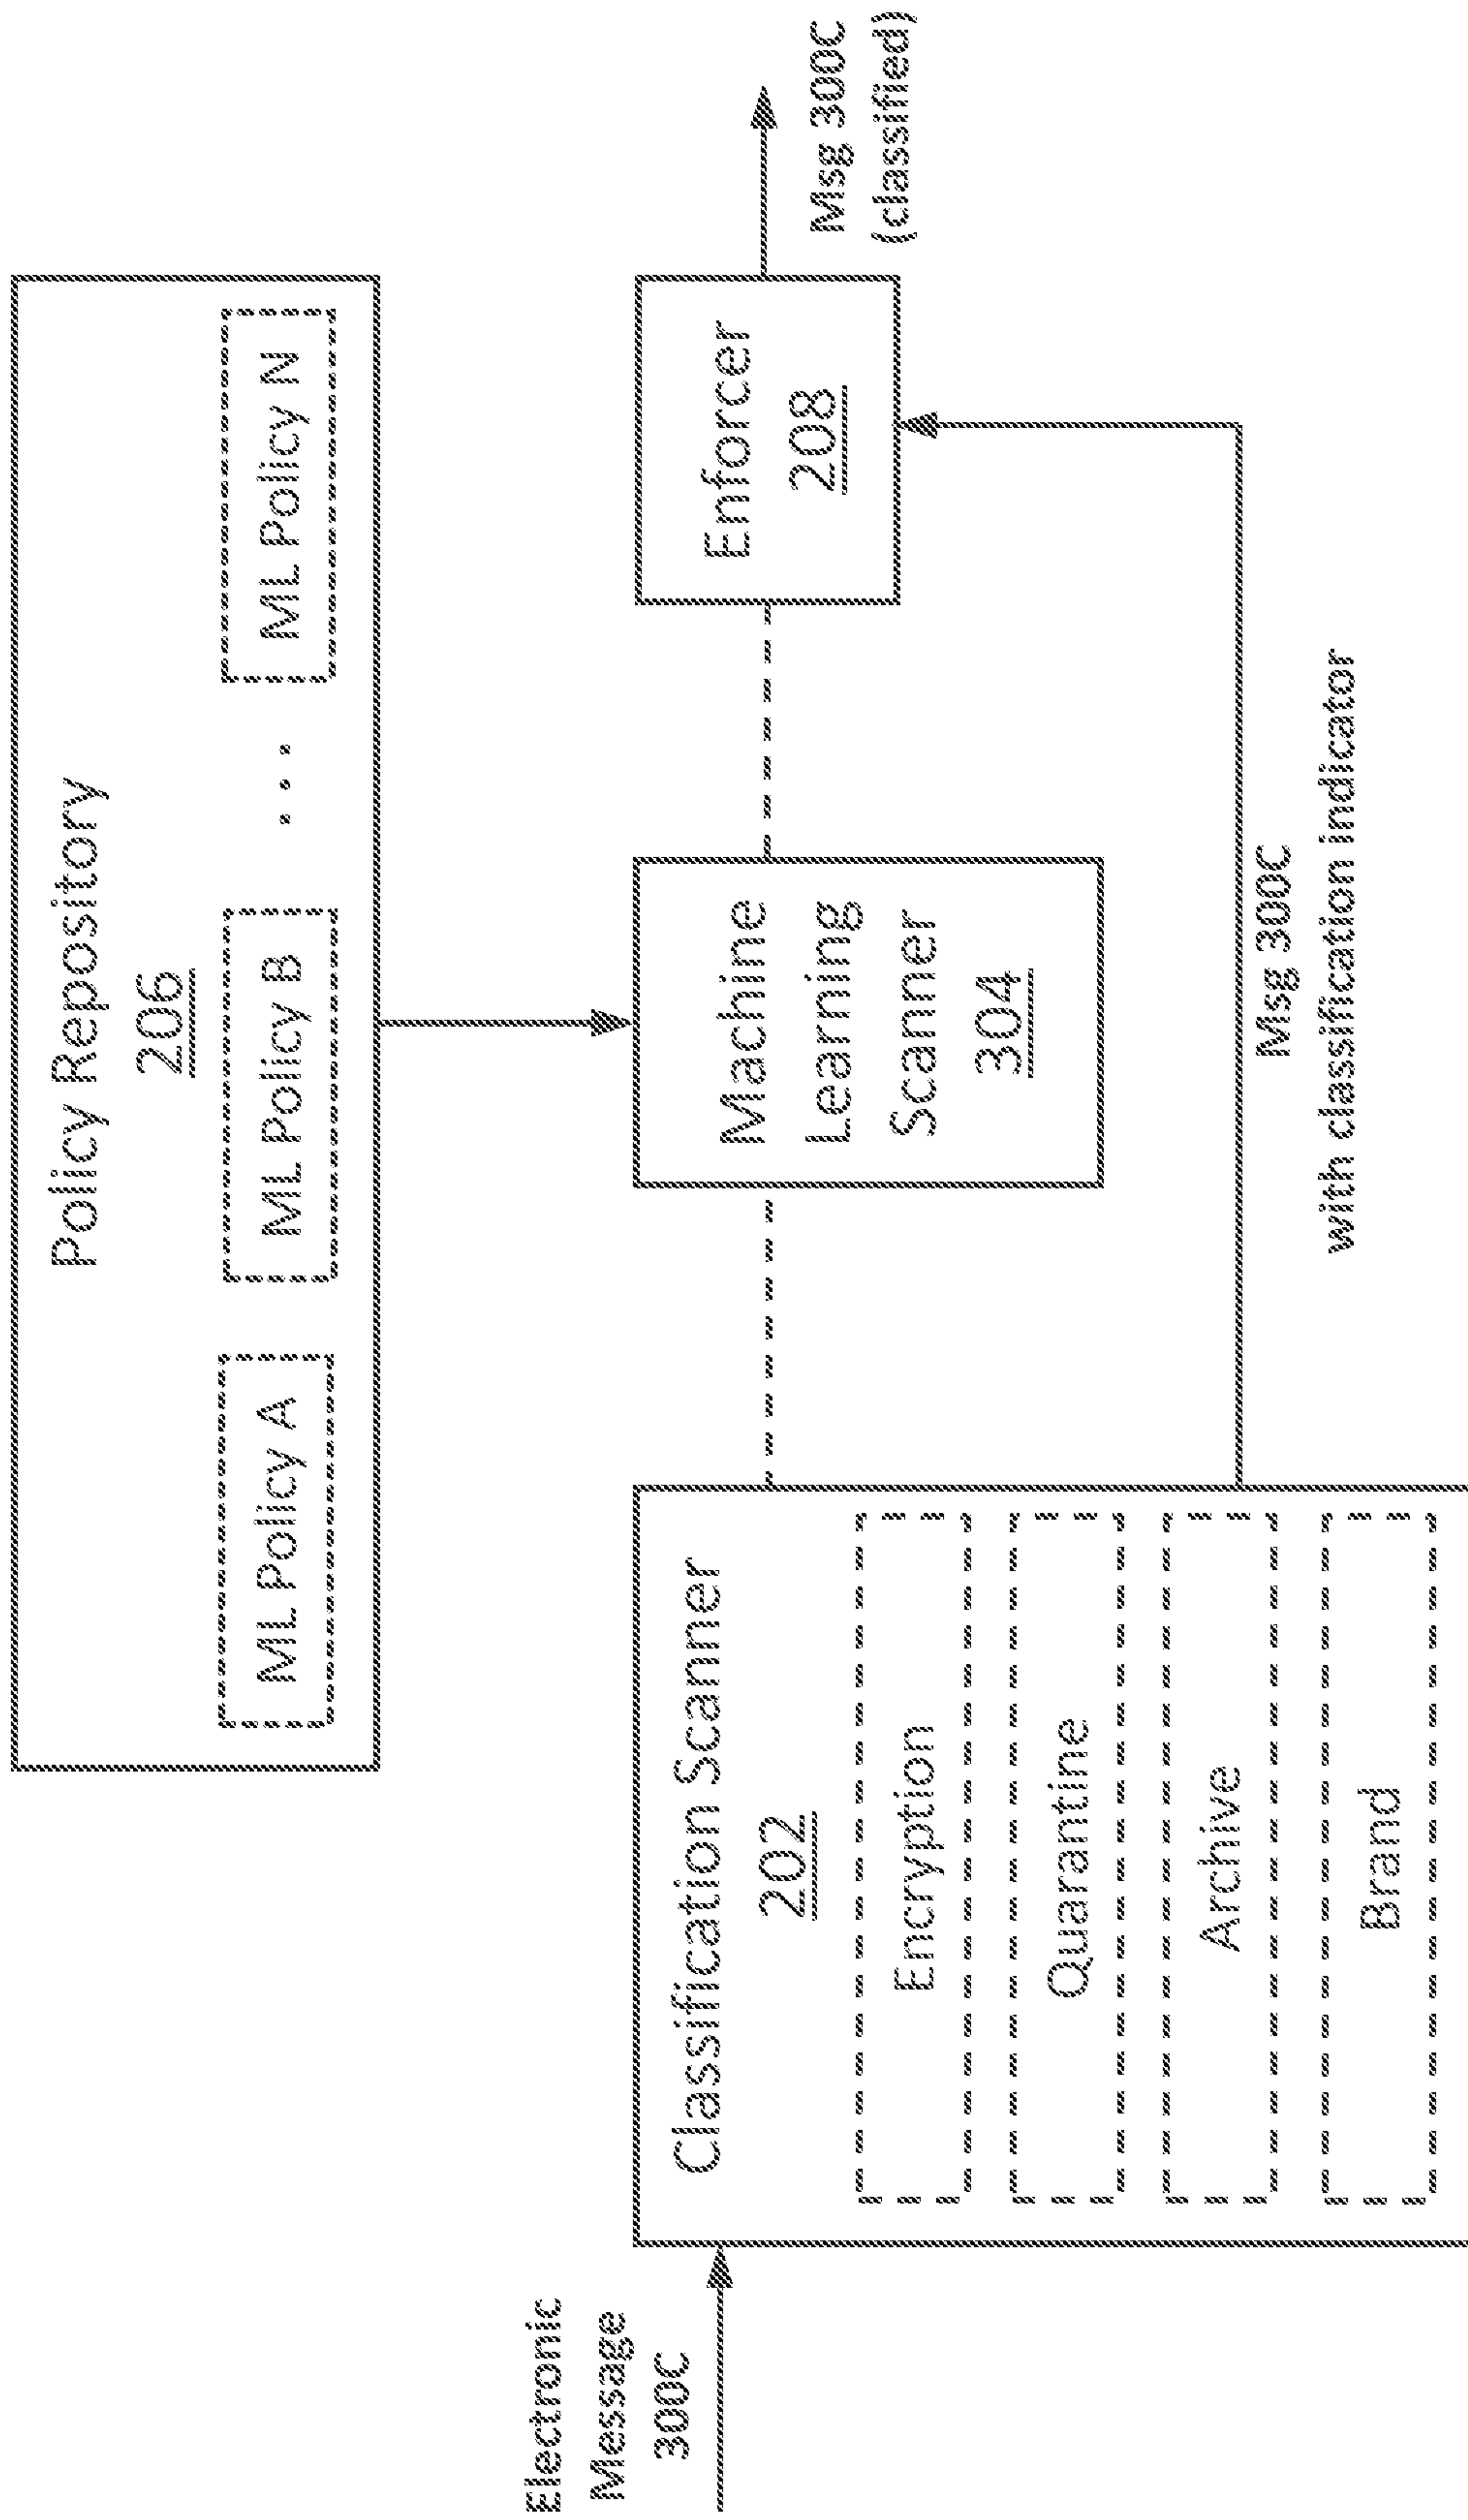 Policy Repository
206
ML Policy A
ML Policy B
. . .
ML Policy N
Electronic
Message
300C
Classification Scanner
202
Encryption
Quarantine
Archive
Brand
Machine
Learning
Scanner
304
Enforcer
208
Msg 300C
(classified)
Msg 300C
with classification indicator